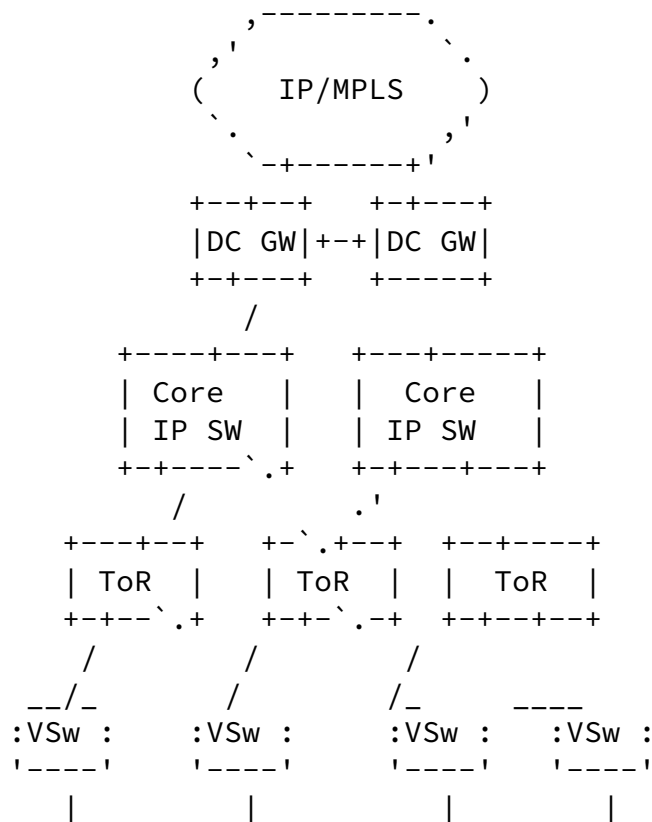 IP/MPLS
DC GW DC GW
Core Core
IP SW IP SW
ToR ToR ToR
:VSw : :VSw : :VSw : :VSw :